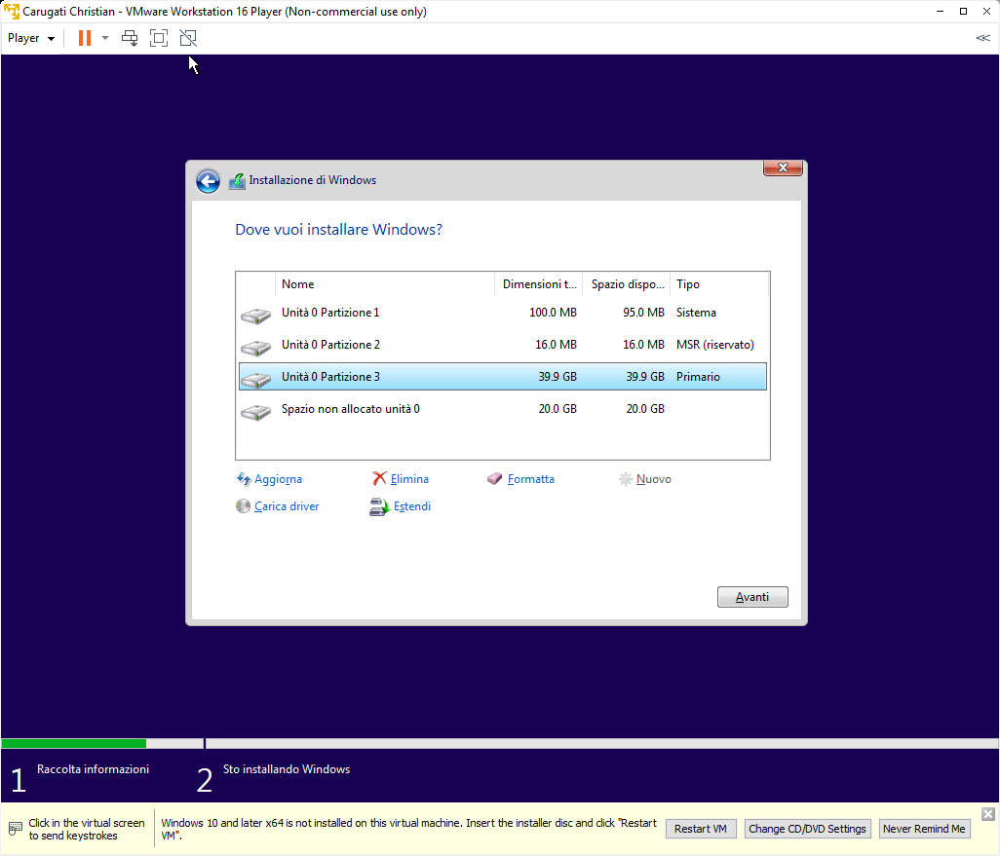 Carugati Christian - VMware Workstation 16 Player (Non-commercial use only)
Player
Installazione di Windows
Dove vuoi installare Windows?
Nome Dimensioni t... Spazio dispo... Tipo
Unità 0 Partizione 1 100.0 MB 95.0 MB Sistema
Unità 0 Partizione 2 16.0 MB 16.0 MB MSR (riservato)
Unità 0 Partizione 3 39.9 GB 39.9 GB Primario
Spazio non allocato unità 0 20.0 GB 20.0 GB
Aggiorna Elimina Formatta Nuovo
Carica driver Estendi
Avanti
1 Raccolta informazioni 2 Sto installando Windows
Click in the virtual screen
to send keystrokes
Windows 10 and later x64 is not installed on this virtual machine. Insert the installer disc and click "Restart
VM".
Restart VM Change CD/DVD Settings Never Remind Me